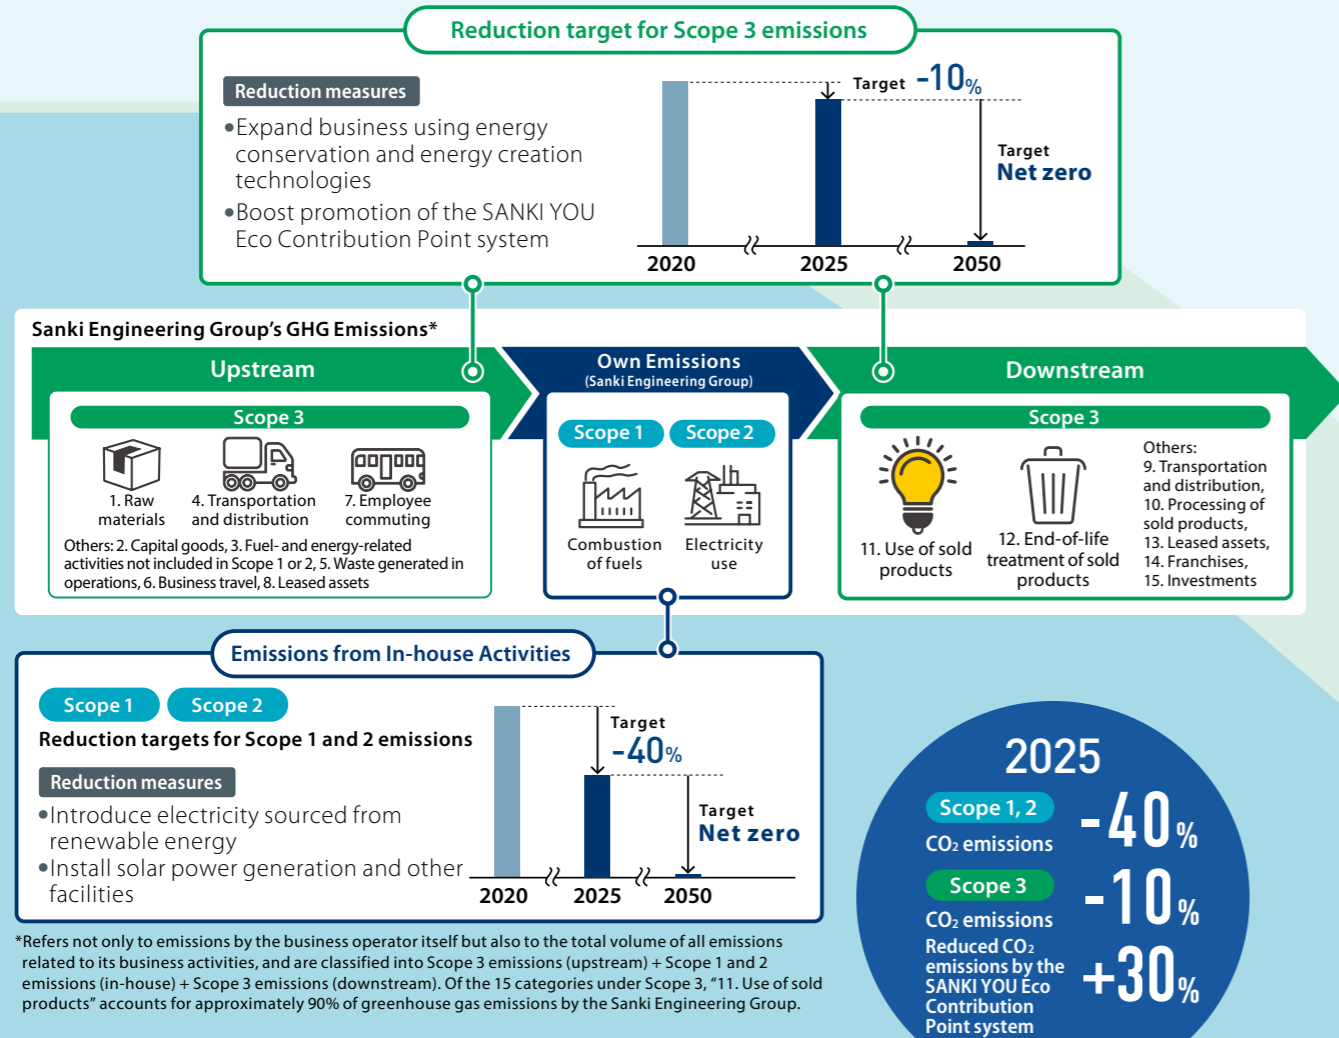 Reduction target for Scope 3 emissions
Reduction measures
•Expand business using energy
conservation and energy creation
technologies
•Boost promotion of the SANKI YOU
Eco Contribution Point system
Target -10%
Target
Net zero
2020
2025
2050
Sanki Engineering Group's GHG Emissions*
Upstream
Own Emissions
(Sanki Engineering Group)
Downstream
Scope 3
1. Raw
materials
4. Transportation
and distribution
7. Employee
commuting
Others: 2. Capital goods, 3. Fuel- and energy-related
activities not included in Scope 1 or 2, 5. Waste generated in
operations, 6. Business travel, 8. Leased assets
Scope 1
Scope 2
Combustion
of fuels
Electricity
use
Scope 3
11. Use of sold
products
12. End-of-life
treatment of sold
products
Others:
9. Transportation
and distribution,
10. Processing of
sold products,
13. Leased assets,
14. Franchises,
15. Investments
Emissions from In-house Activities
Scope 1
Scope 2
Reduction targets for Scope 1 and 2 emissions
Reduction measures
•Introduce electricity sourced from
renewable energy
•Install solar power generation and other
facilities
Target
-40%
Target
Net zero
2020
2025
2050
*Refers not only to emissions by the business operator itself but also to the total volume of all emissions
related to its business activities, and are classified into Scope 3 emissions (upstream) + Scope 1 and 2
emissions (in-house) + Scope 3 emissions (downstream). Of the 15 categories under Scope 3, “11. Use of sold
products” accounts for approximately 90% of greenhouse gas emissions by the Sanki Engineering Group.
2025
Scope 1, 2
CO₂ emissions
-40%
Scope 3
CO₂ emissions
-10%
Reduced CO₂
emissions by the
SANKI YOU Eco
Contribution
Point system
+30%